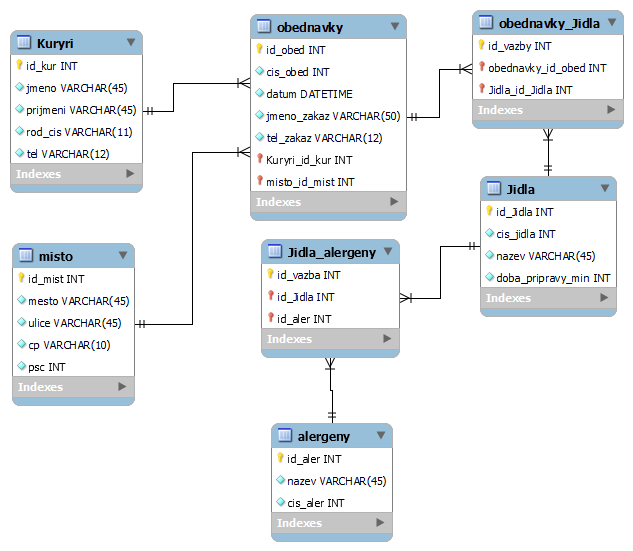 Kuryri
id_kur INT
jmeno VARCHAR(45)
prijmeni VARCHAR(45)
rod_cis VARCHAR(11)
tel VARCHAR(12)
Indexes
obednavky
id_obed INT
cis_obed INT
datum DATETIME
jmeno_zakaz VARCHAR(50)
tel_zakaz VARCHAR(12)
Kuryri_id_kur INT
misto_id_mist INT
Indexes
obednavky_Jidla
id_vazby INT
obednavky_id_obed INT
Jidla_id_Jidla INT
Indexes
Jidla
id_Jidla INT
cis_jidla INT
nazev VARCHAR(45)
doba_pripravy_min INT
Indexes
misto
id_mist INT
mesto VARCHAR(45)
ulice VARCHAR(45)
cp VARCHAR(10)
psc INT
Indexes
Jidla_alergeny
id_vazba INT
id_Jidla INT
id_aler INT
Indexes
alergeny
id_aler INT
nazev VARCHAR(45)
cis_aler INT
Indexes